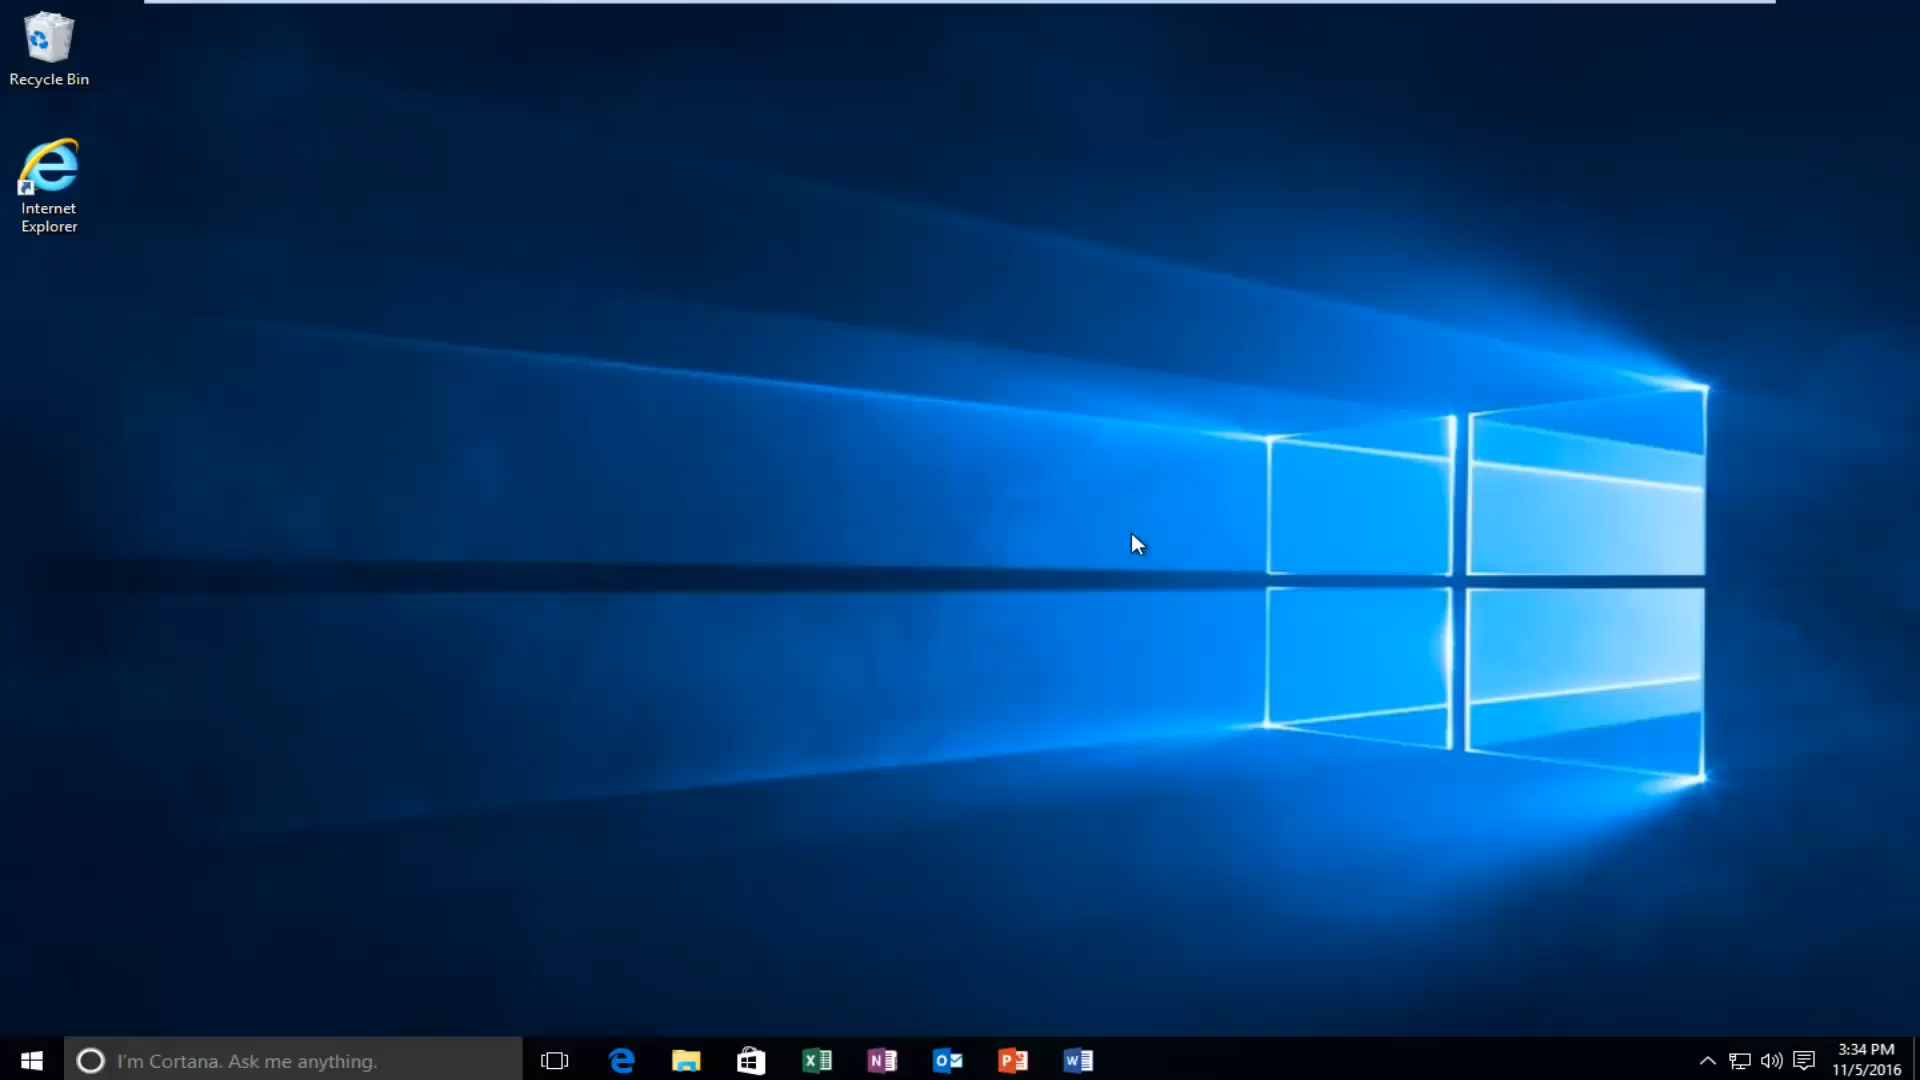 Recycle Bin
Internet
Explorer
I'm Cortana. Ask me anything.
3:34 PM
11/5/2016